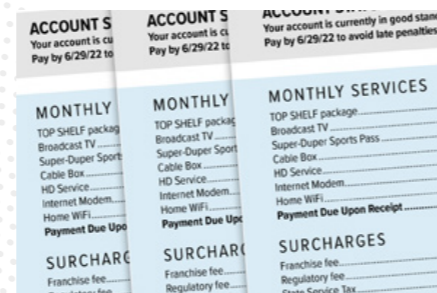 ACCOUNT S
Your account is cu
Pay by 6/29/22 to
MONTHLY
TOP SHELF packag
Broadcast TV
Super-Duper Sports
Cable Box
HD Service
Internet Modem
Home WiFi
Payment Due Upo
SURCHARG
Franchise fee
ACCOUNT S
Your account is cu
Pay by 6/29/22 to
MONTHLY
TOP SHELF packag
Broadcast TV
Super-Duper Sport
Cable Box
HD Service
Internet Modem
Home WiFi
Payment Due Upo
SURCHARG
Franchise fee
Regulatory fee
Your account is currently in good stan
Pay by 6/29/22 to avoid late penalties
MONTHLY SERVICES
TOP SHELF package
Broadcast TV
Super-Duper Sports Pass
Cable Box
HD Service
Internet Modem
Home WiFi
Payment Due Upon Receipt
SURCHARGES
Franchise fee
Regulatory fee
State Service Tax